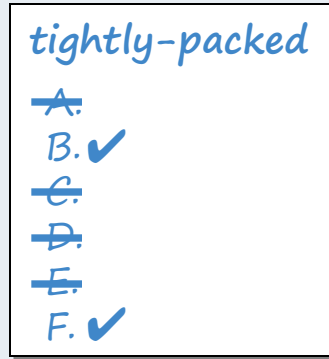 tightly-packed
A.
B. ✔
C.
D.
E.
F. ✔